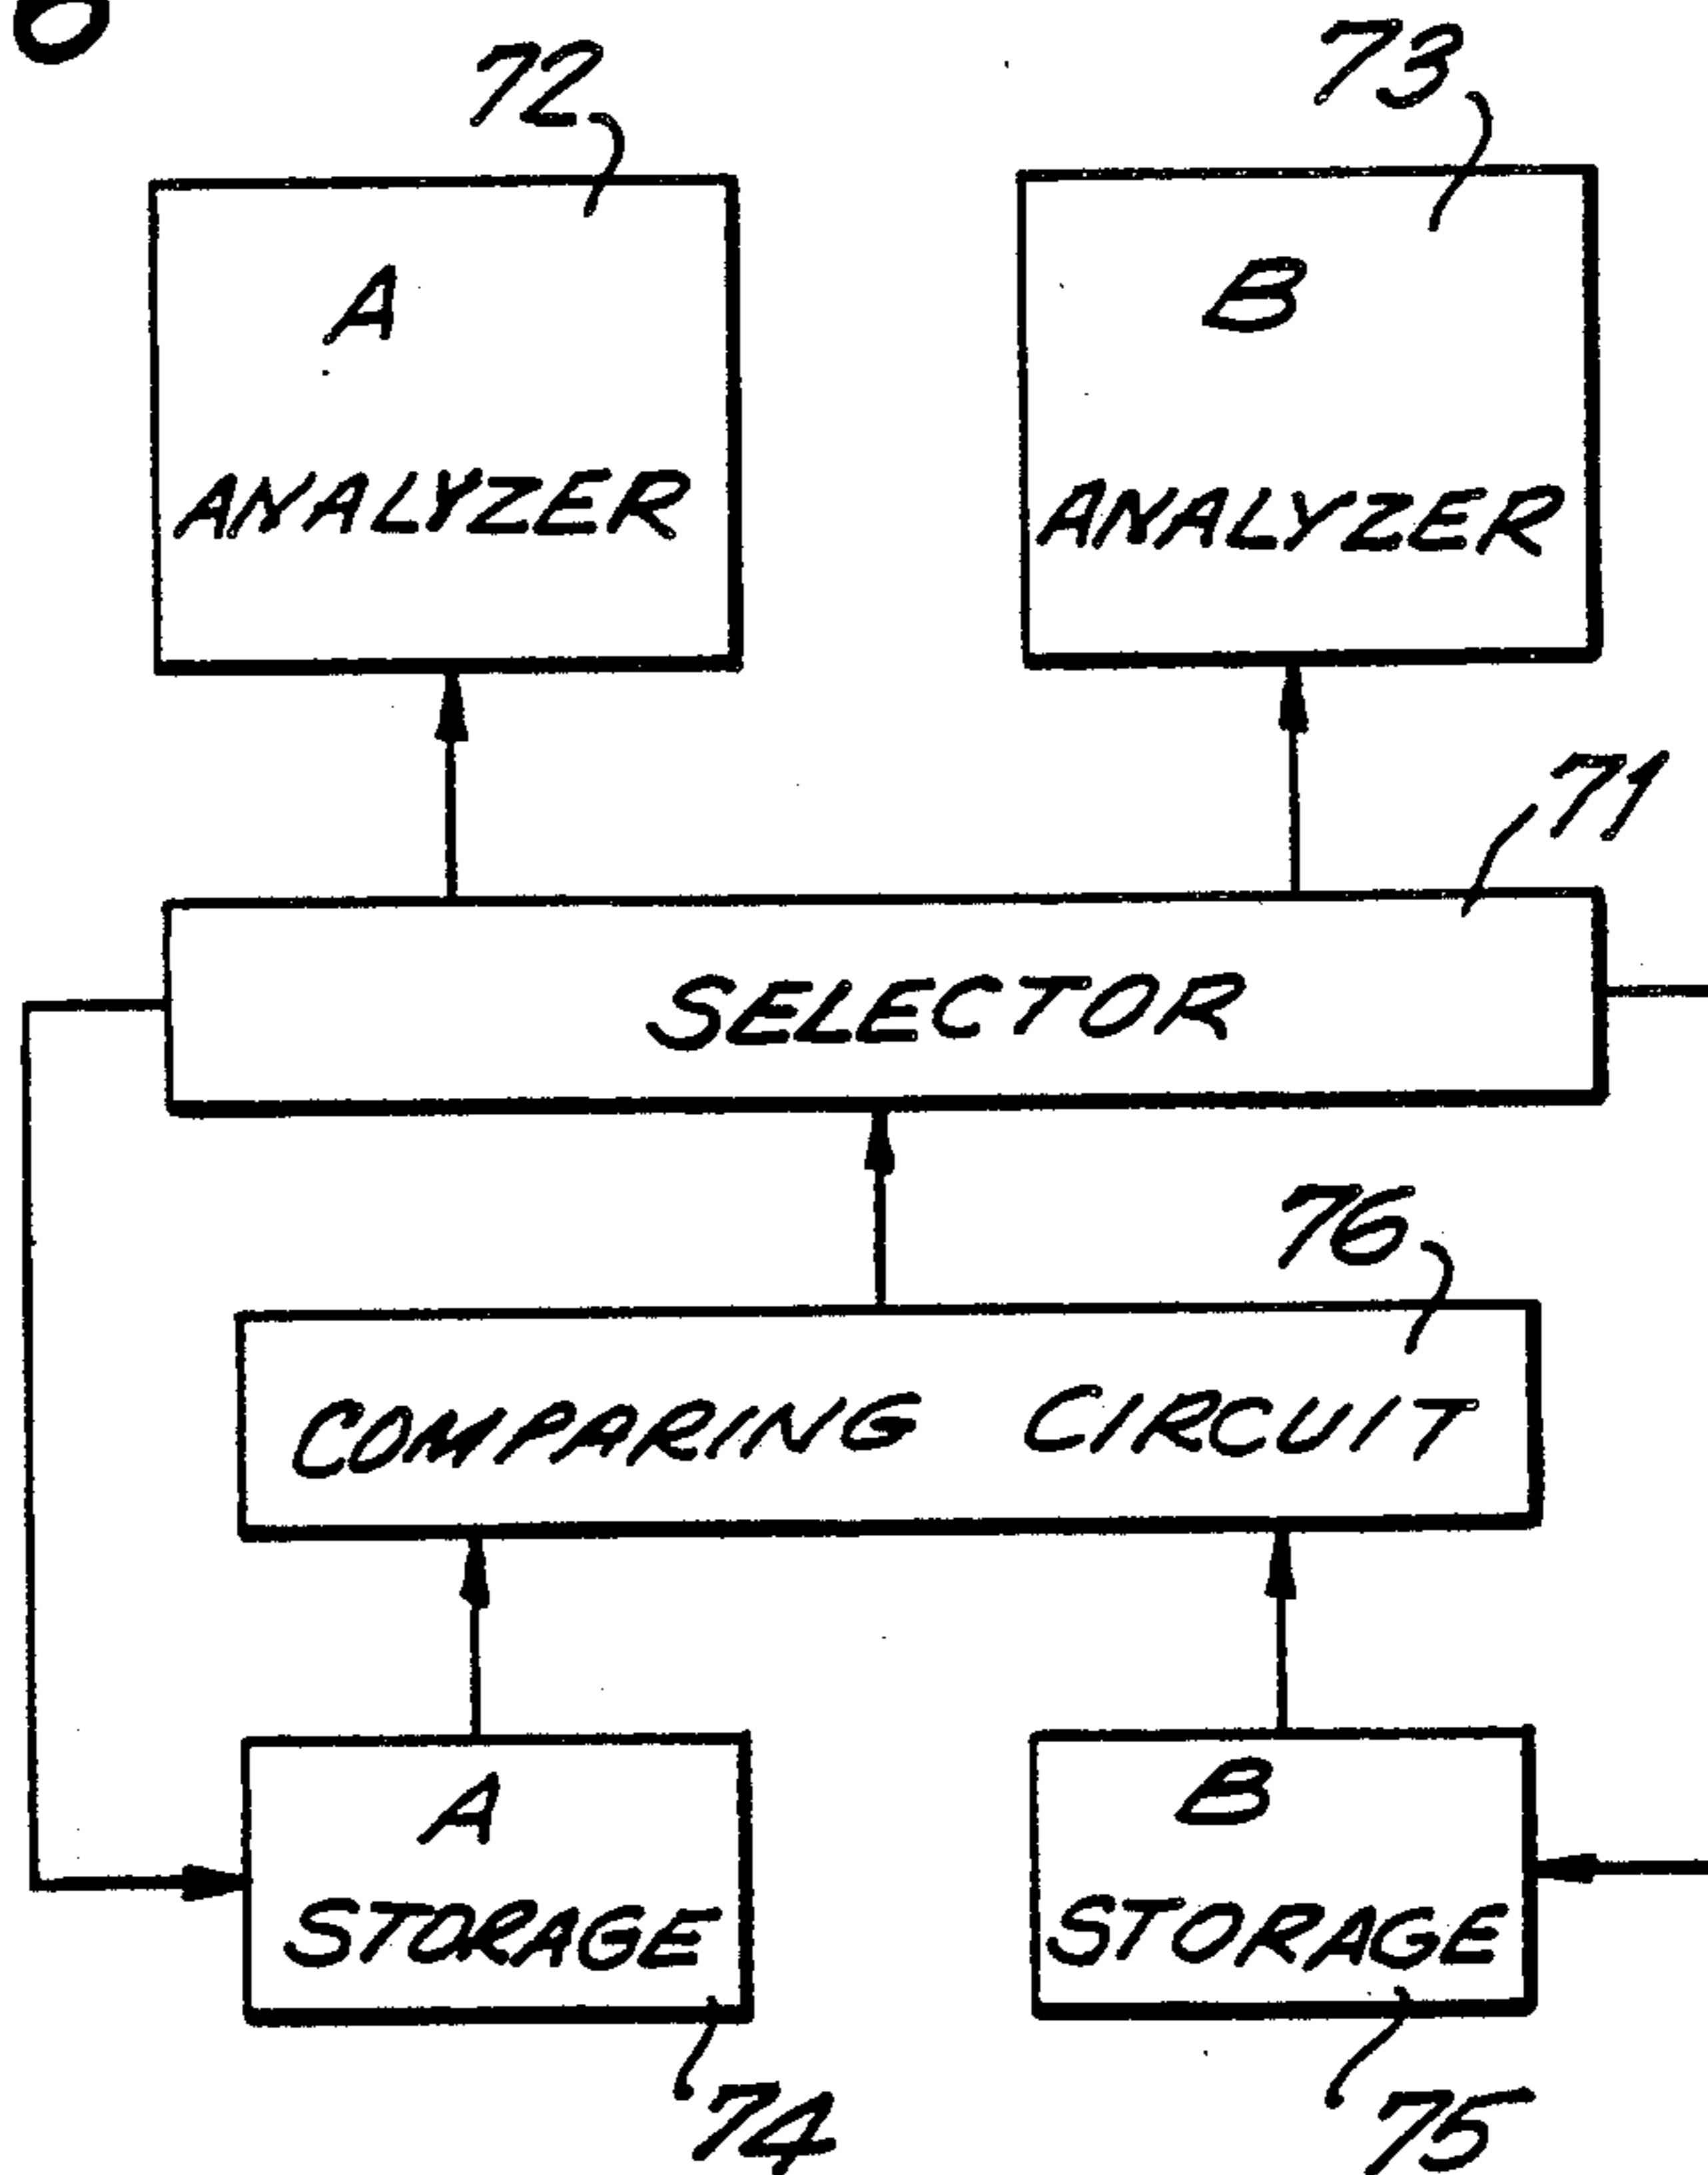 72
73
A
ANALYZER
B
ANALYZER
71
SELECTOR
76
COMPARING CIRCUIT
A
STORAGE
B
STORAGE
74
75